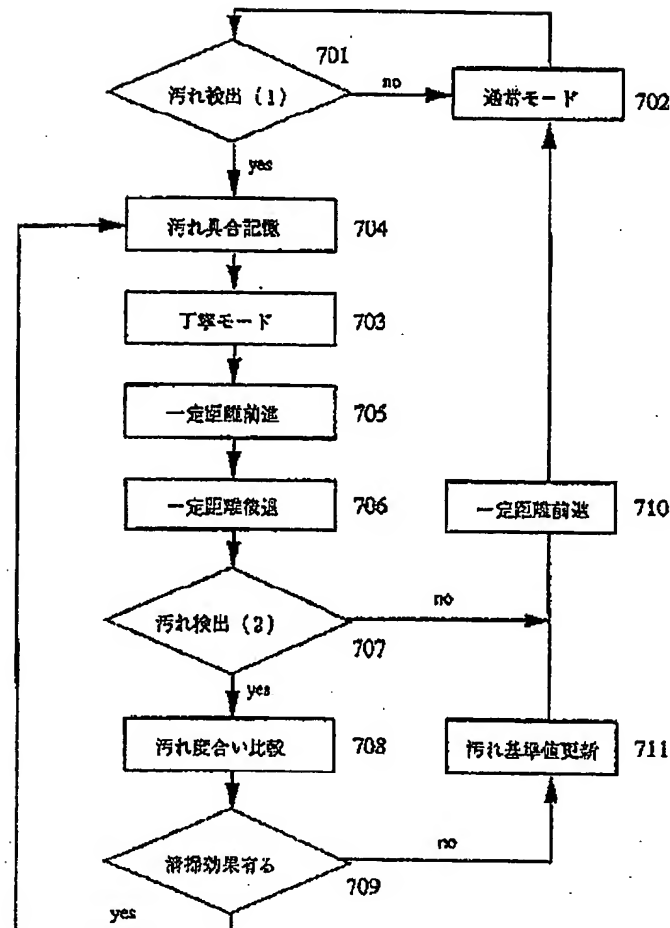 701
汚れ検出 (1)
no
通常モード
702
yes
汚れ具合記憶
704
丁寧モード
703
一定距離前進
705
一定距離後退
706
一定距離前進
710
汚れ検出 (2)
no
707
yes
汚れ度合い比較
708
汚れ基準値更新
711
清掃効果有る
no
709
yes